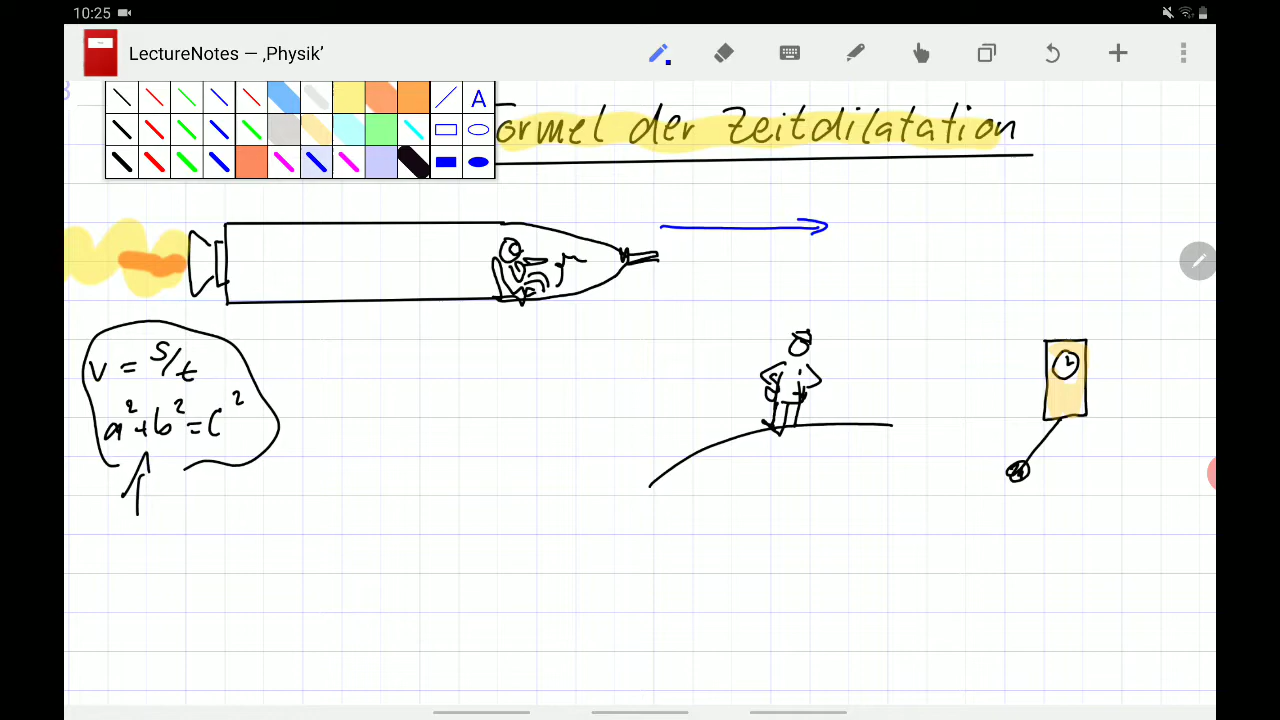 10:25
LectureNotes — ‚Physik’
A
ormel der Zeitdilatation
v = s/t
a² + b² = c²